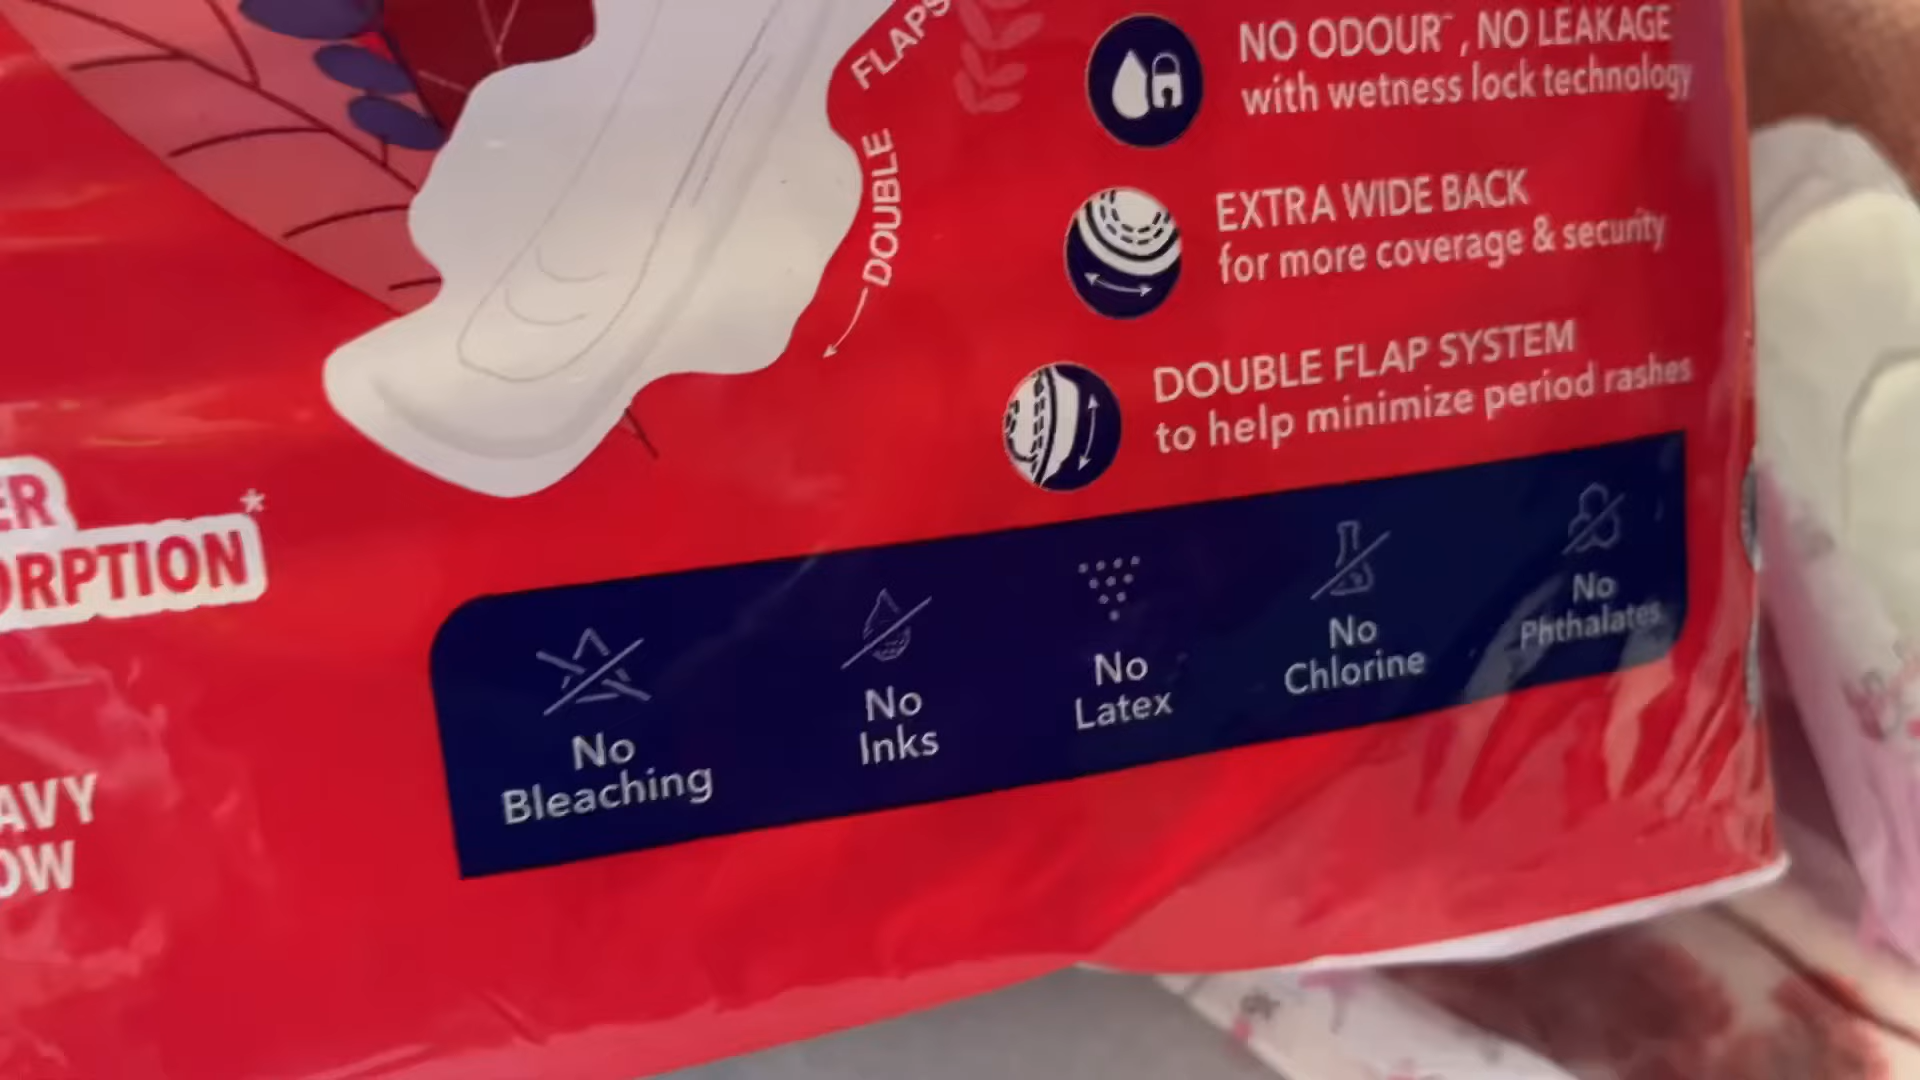 NO ODOUR~, NO LEAKAGE
with wetness lock technology
FLAPS
DOUBLE
EXTRA WIDE BACK
for more coverage & security
DOUBLE FLAP SYSTEM
to help minimize period rashes
ER
ORPTION*
AVY
OW
No
Bleaching
No
Inks
No
Latex
No
Chlorine
No
Phthalates